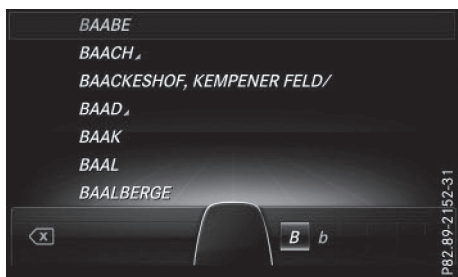 BAABE
BAACH
BAACKESHOF, KEMPENER FELD/
BAAD
BAAK
BAAL
BAALBERGE
B b
P82.89-2152-31